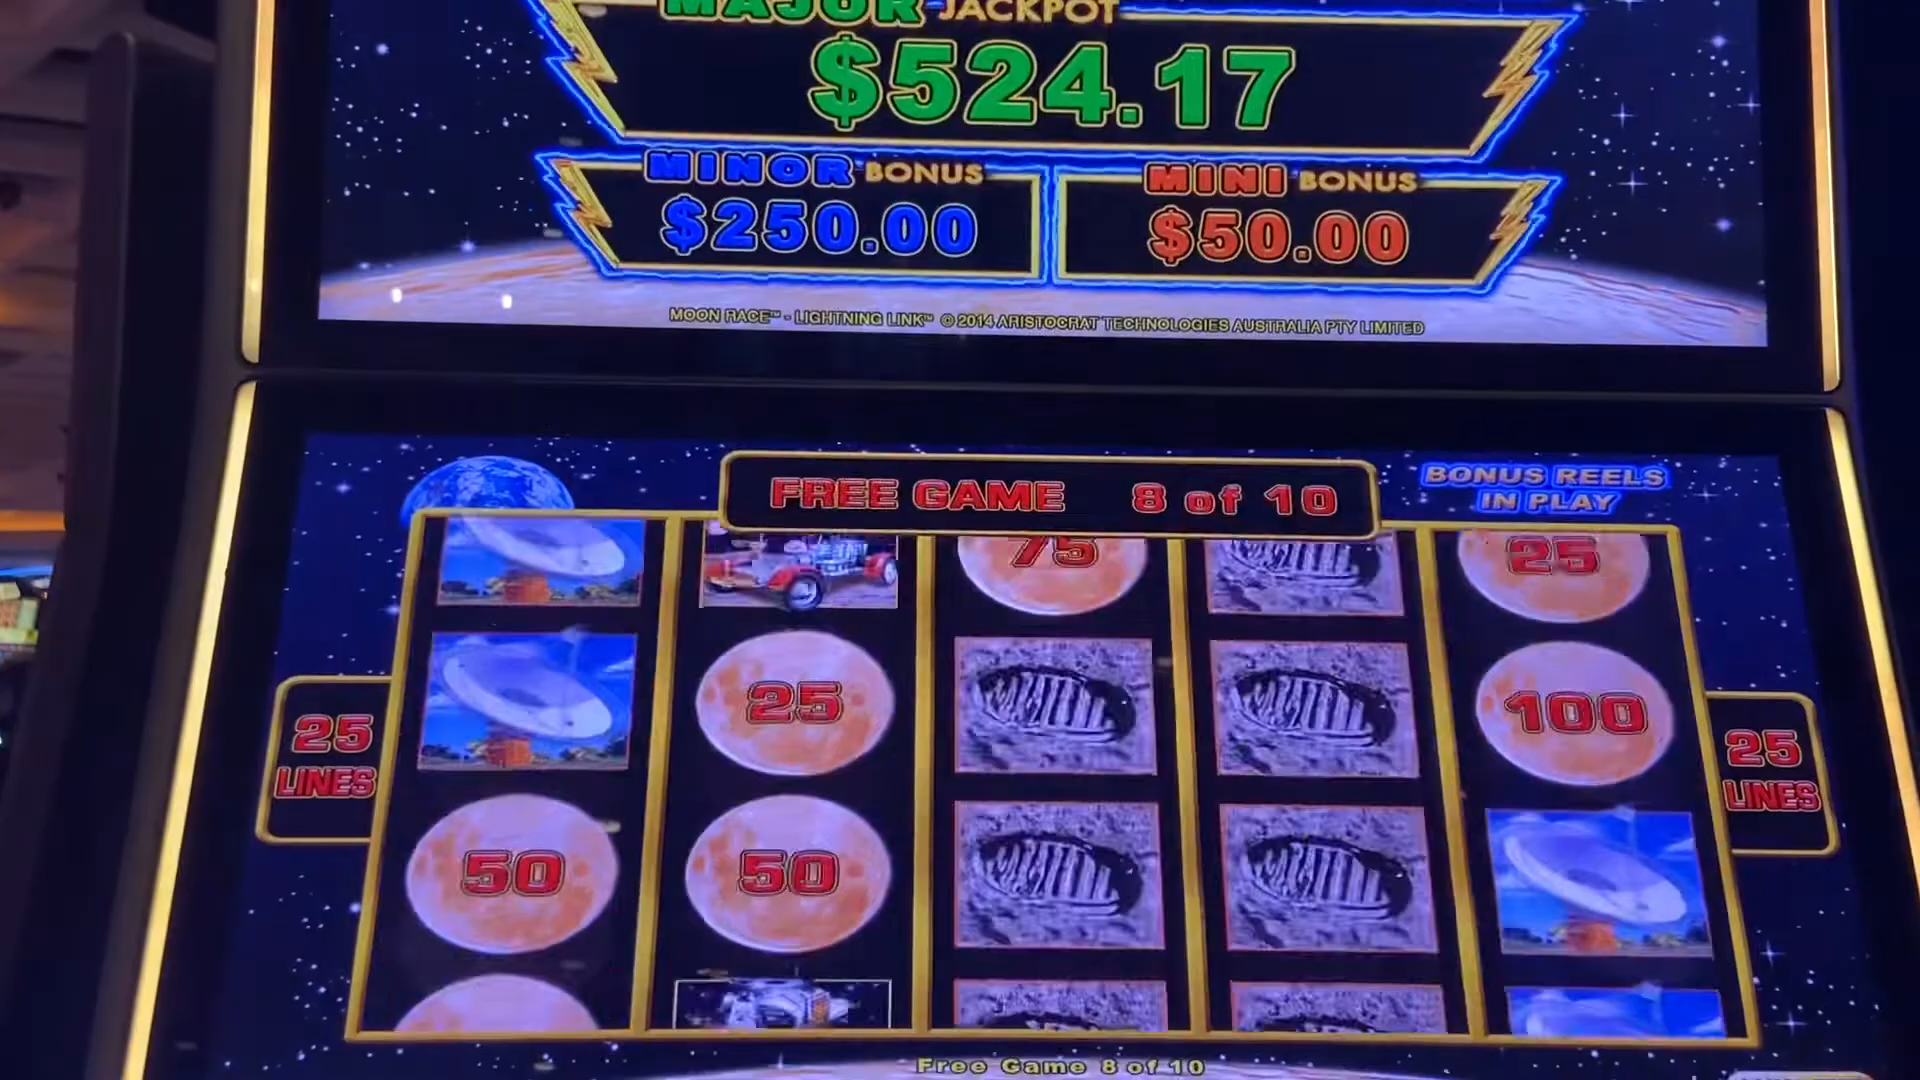 MAJOR JACKPOT
$524.17
MINOR BONUS
$250.00
MINI BONUS
$50.00
MOON RACE™ - LIGHTNING LINK™ © 2014 ARISTOCRAT TECHNOLOGIES AUSTRALIA PTY LIMITED
FREE GAME 8 of 10
BONUS REELS
IN PLAY
75
25
25
100
25
LINES
25
LINES
50
50
Free Game 8 of 10